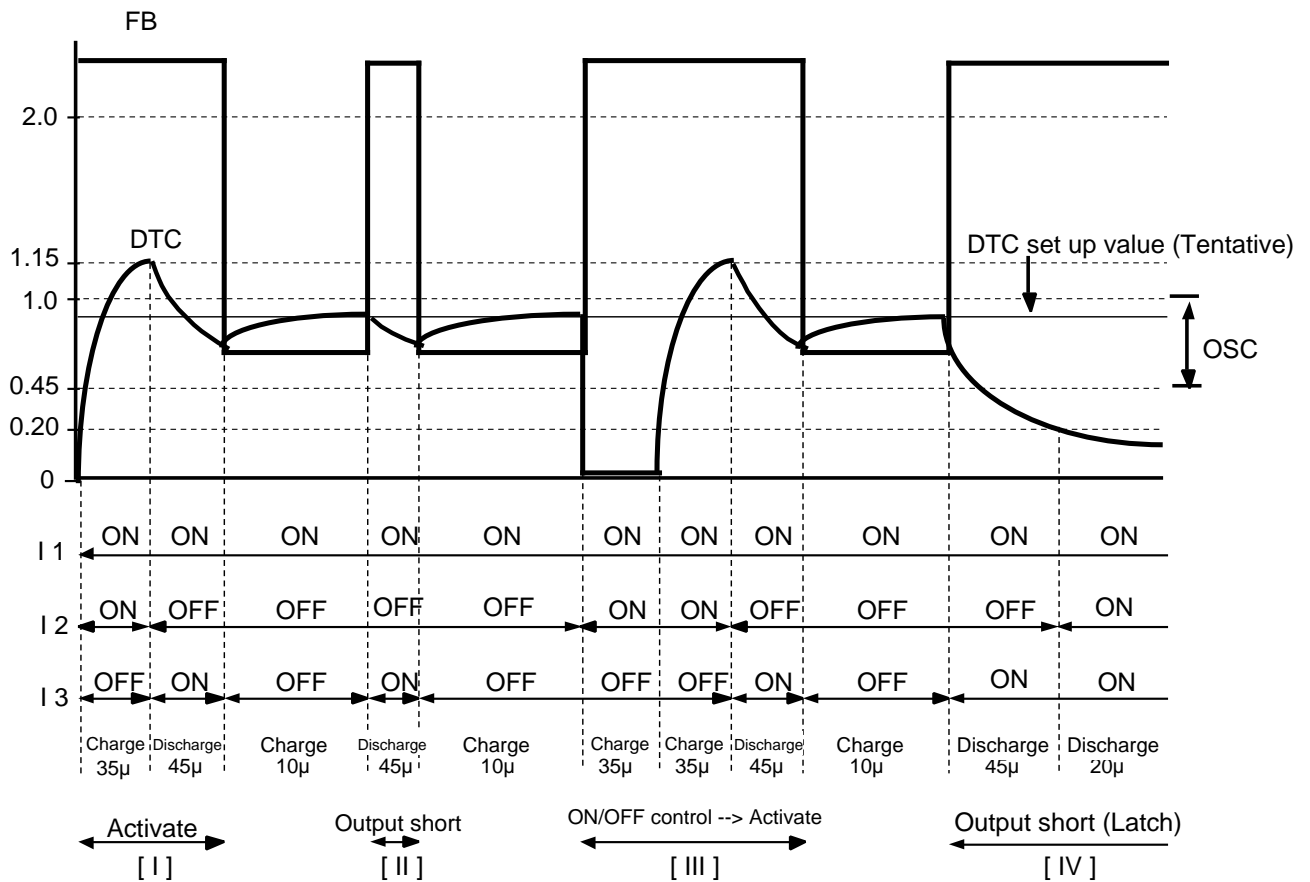 FB
2.0
DTC
DTC set up value (Tentative)
1.15
1.0
OSC
0.45
0.20
0
I 1 ON ON ON ON ON ON ON ON ON ON ON
I 2 ON OFF OFF OFF OFF ON ON OFF OFF OFF ON
I 3 OFF ON OFF ON OFF OFF OFF ON OFF ON ON
Charge Discharge Charge Discharge Charge Charge Charge Discharge Charge Discharge Discharge
35µ 45µ 10µ 45µ 10µ 35µ 35µ 45µ 10µ 45µ 20µ
Activate Output short ON/OFF control --> Activate Output short (Latch)
[ I ] [ II ] [ III ] [ IV ]